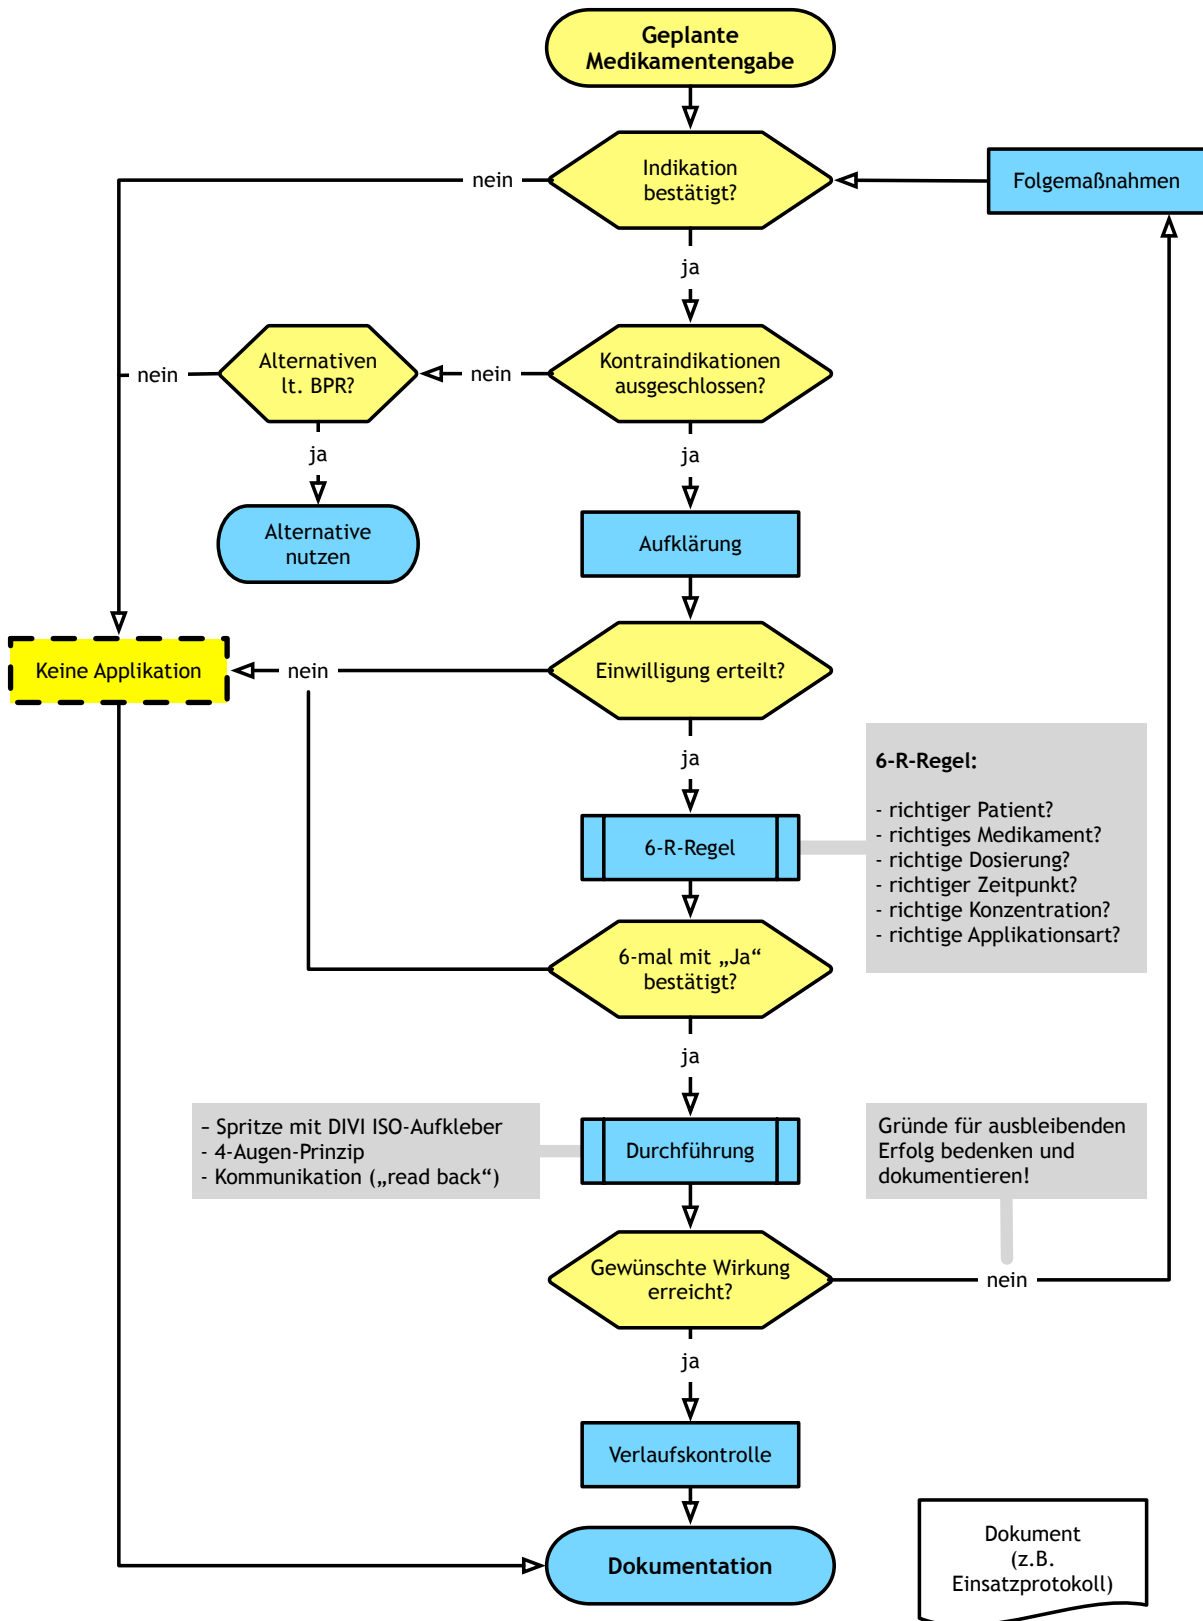 Geplante
Medikamentengabe
Indikation
bestätigt?
nein
Folgemaßnahmen
ja
Alternativen
lt. BPR?
nein
nein
Kontraindikationen
ausgeschlossen?
ja
ja
Alternative
nutzen
Aufklärung
Keine Applikation
nein
Einwilligung erteilt?
ja
6-R-Regel:
- richtiger Patient?
- richtiges Medikament?
- richtige Dosierung?
- richtiger Zeitpunkt?
- richtige Konzentration?
- richtige Applikationsart?
6-R-Regel
6-mal mit „Ja“
bestätigt?
ja
– Spritze mit DIVI ISO-Aufkleber
- 4-Augen-Prinzip
- Kommunikation („read back“)
Durchführung
Gründe für ausbleibenden
Erfolg bedenken und
dokumentieren!
Gewünschte Wirkung
erreicht?
nein
ja
Verlaufskontrolle
Dokumentation
Dokument
(z.B.
Einsatzprotokoll)